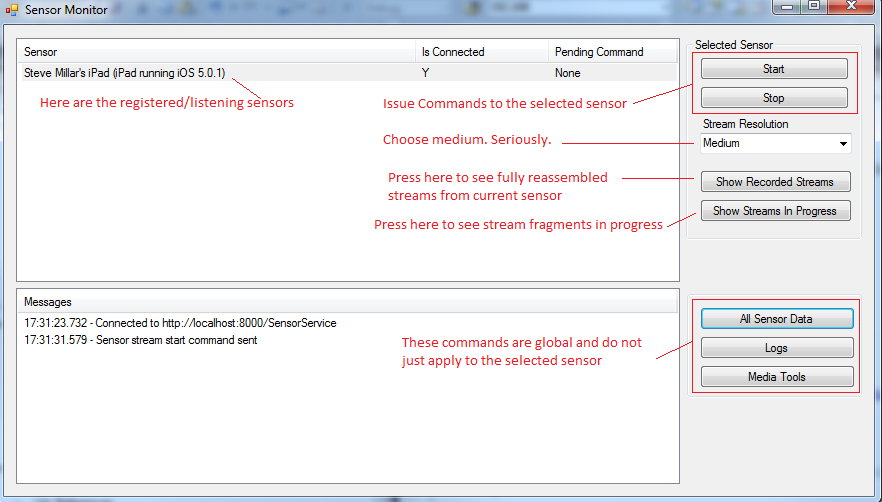 Sensor Monitor
Sensor Is Connected Pending Command
Steve Millar's iPad (iPad running iOS 5.0.1) Y None
Here are the registered/listening sensors
Issue Commands to the selected sensor
Choose medium. Seriously.
Press here to see fully reassembled
streams from current sensor
Press here to see stream fragments in progress
Selected Sensor
Start
Stop
Stream Resolution
Medium
Show Recorded Streams
Show Streams In Progress
Messages
17:31:23.732 - Connected to http://localhost:8000/SensorService
17:31:31.579 - Sensor stream start command sent
These commands are global and do not
just apply to the selected sensor
All Sensor Data
Logs
Media Tools